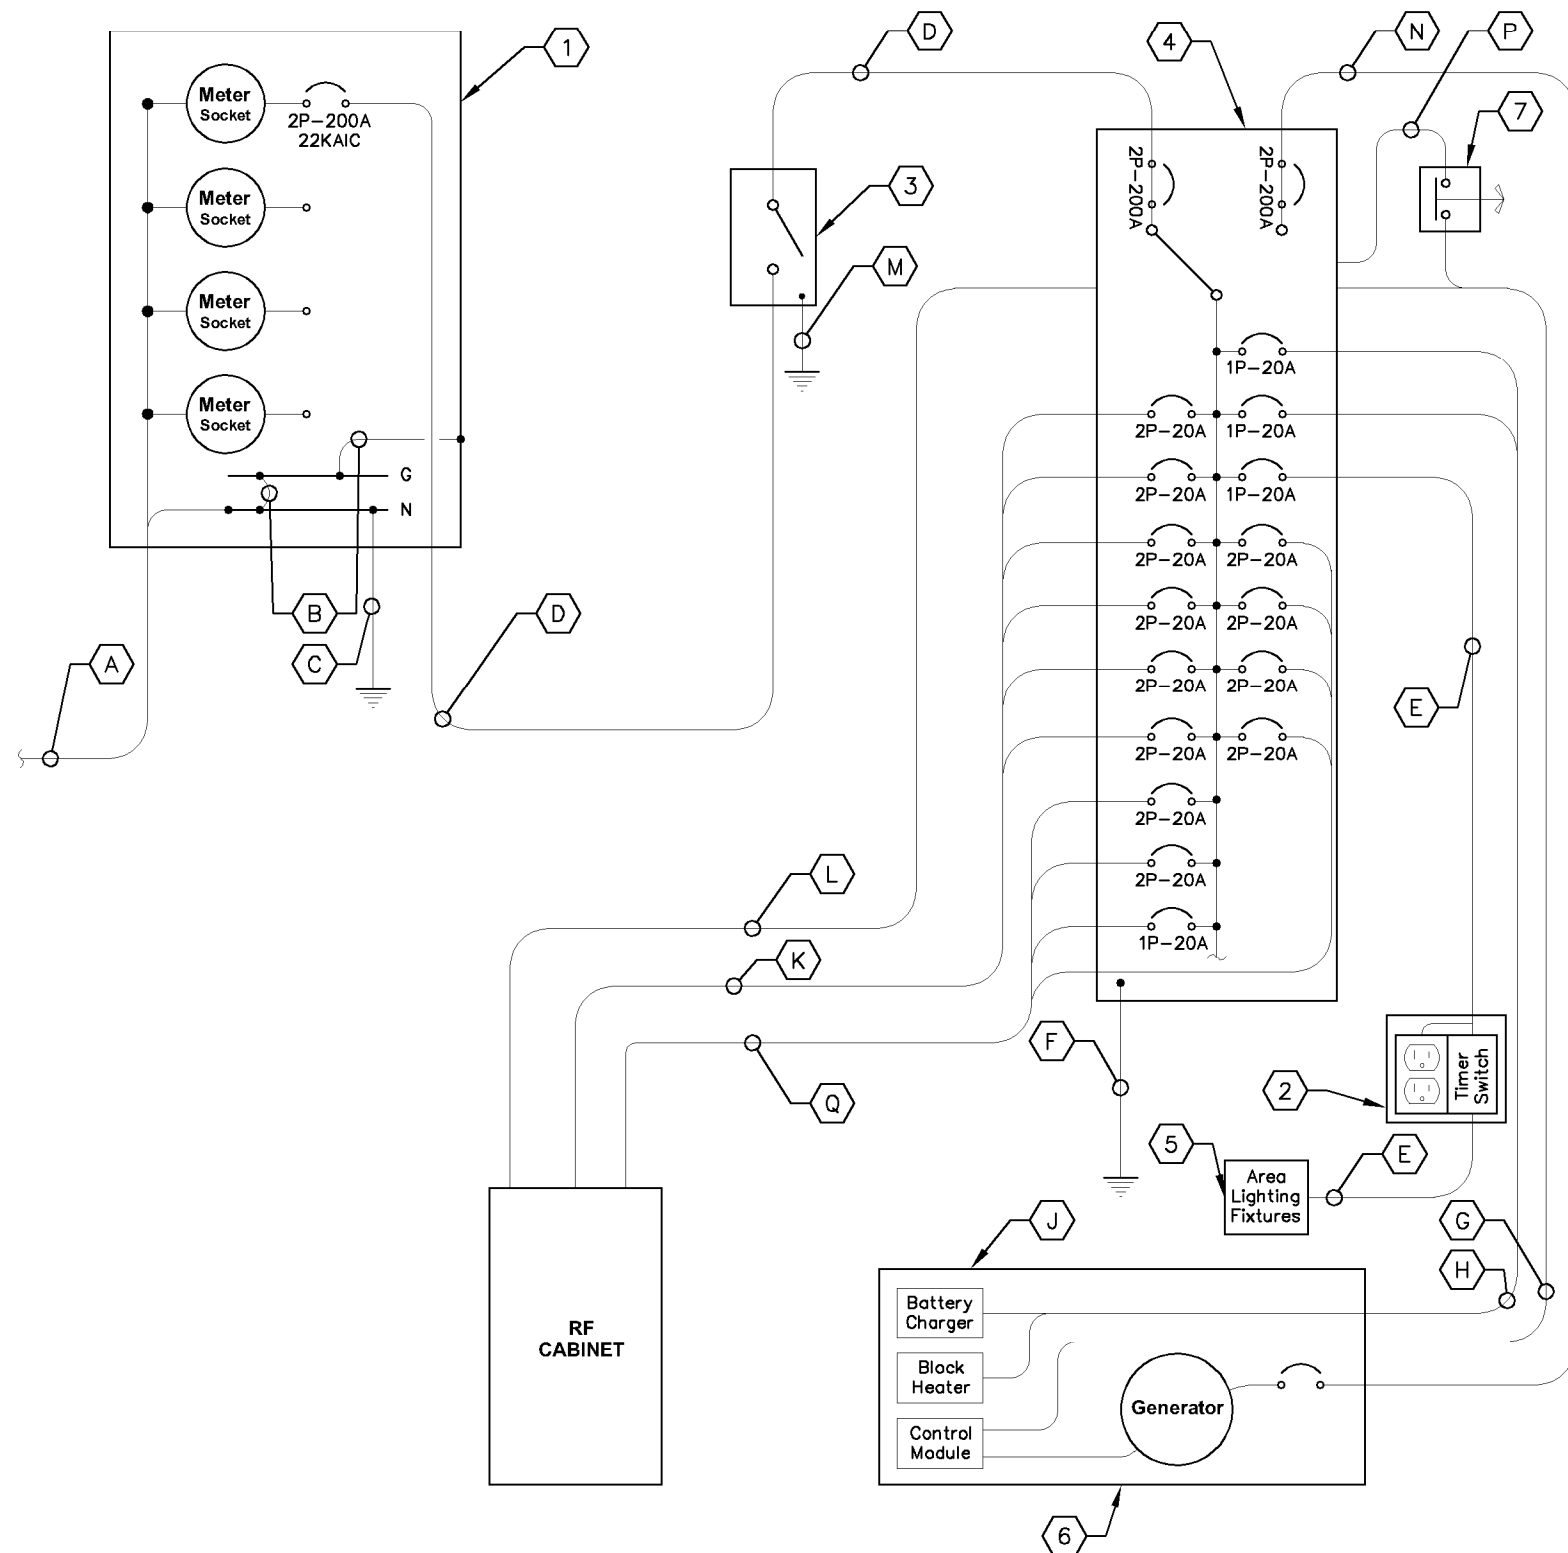 1
D
4
N
P
Meter
Socket
2P-200A
22KAIC
7
2P-200A
2P-200A
3
Meter
Socket
M
Meter
Socket
1P-20A
Meter
Socket
2P-20A
1P-20A
G
2P-20A
1P-20A
N
2P-20A
2P-20A
B
D
2P-20A
2P-20A
C
A
2P-20A
2P-20A
E
2P-20A
2P-20A
2P-20A
L
2P-20A
K
1P-20A
F
Q
2
Timer
Switch
5
E
Area
Lighting
Fixtures
J
G
H
Battery
Charger
RF
CABINET
Block
Heater
Generator
Control
Module
6